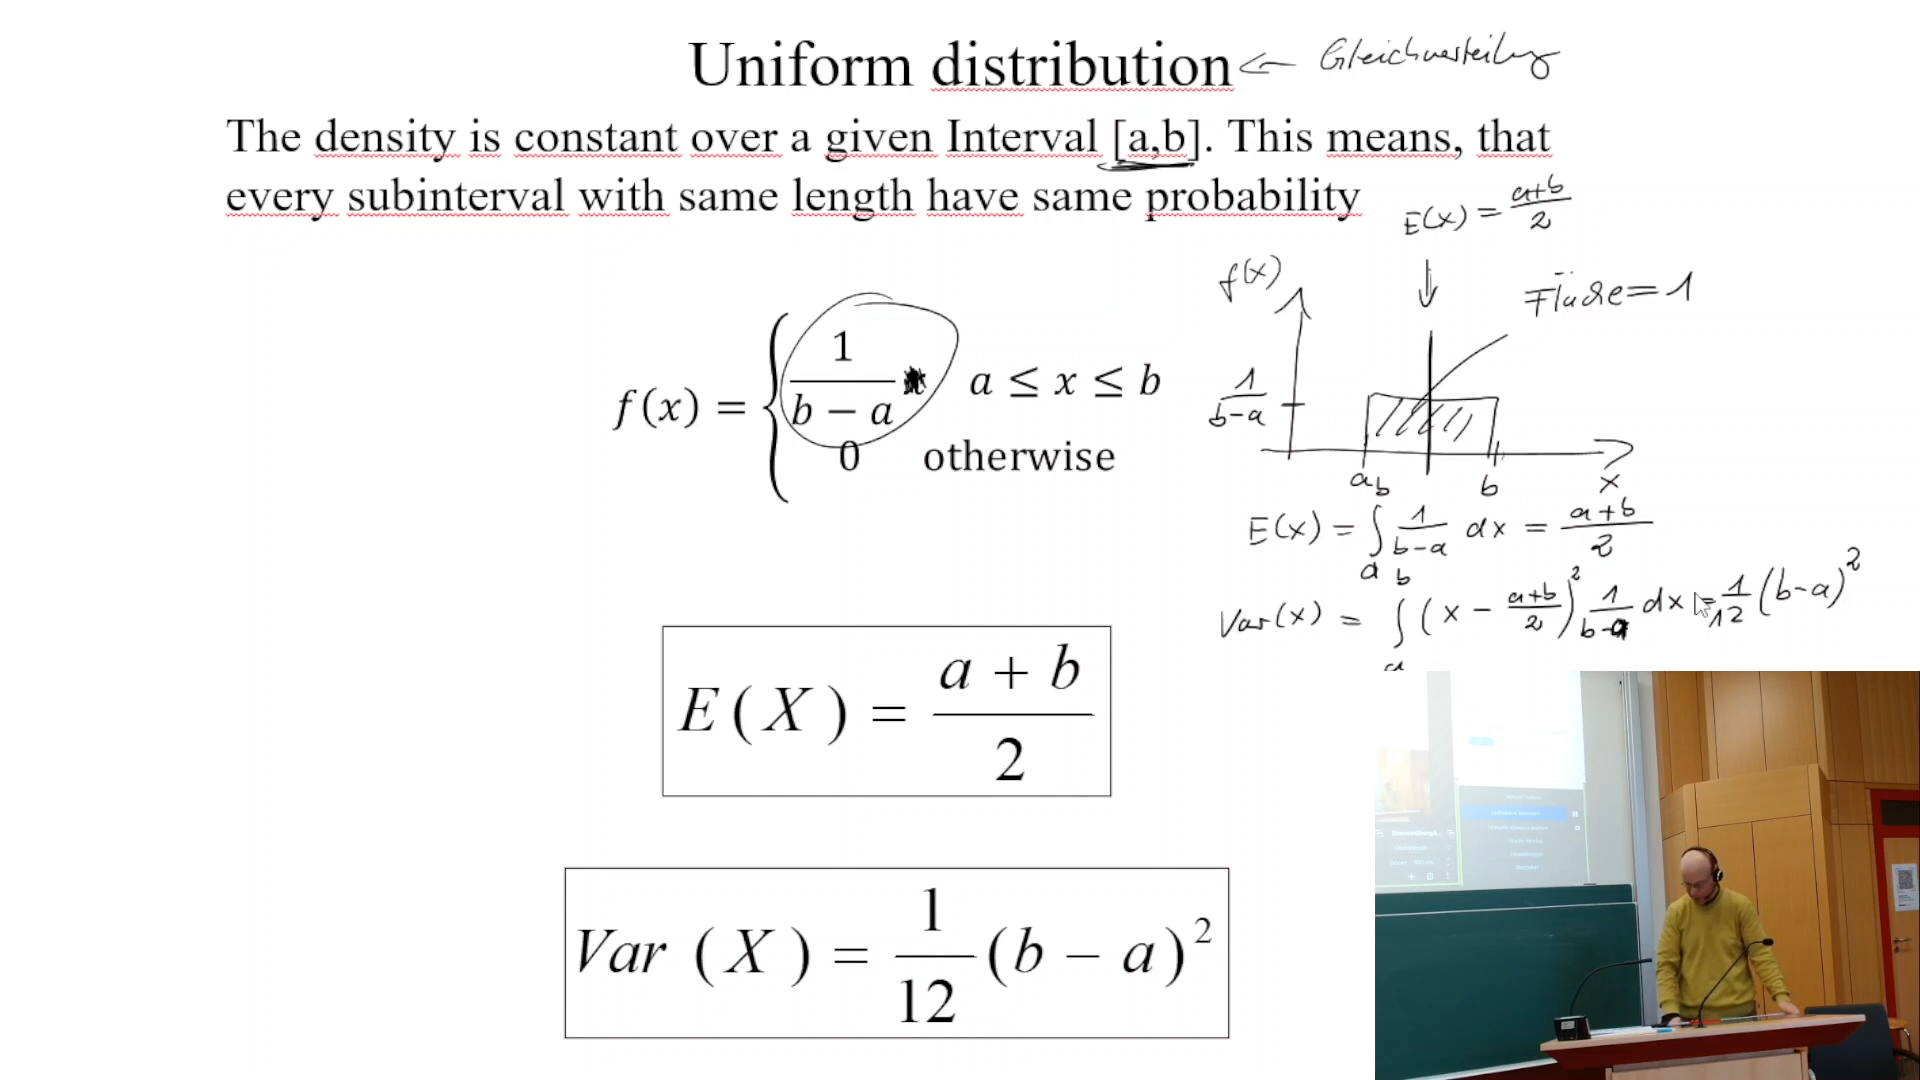 Uniform distribution ← Gleichverteilung
The density is constant over a given Interval [a,b]. This means, that
every subinterval with same length have same probability
E(x) = a+b/2
f(x)
Fläche = 1
f(x) = { 1/(b − a) a ≤ x ≤ b
0 otherwise
1/(b-a)
a b x
E(x) = ∫_a^b 1/(b-a) dx = (a+b)/2
Var(x) = ∫_a^b (x - (a+b)/2)² 1/(b-a) dx = 1/12 (b-a)²
E(X) = (a + b)/2
Var (X) = 1/12 (b − a)²